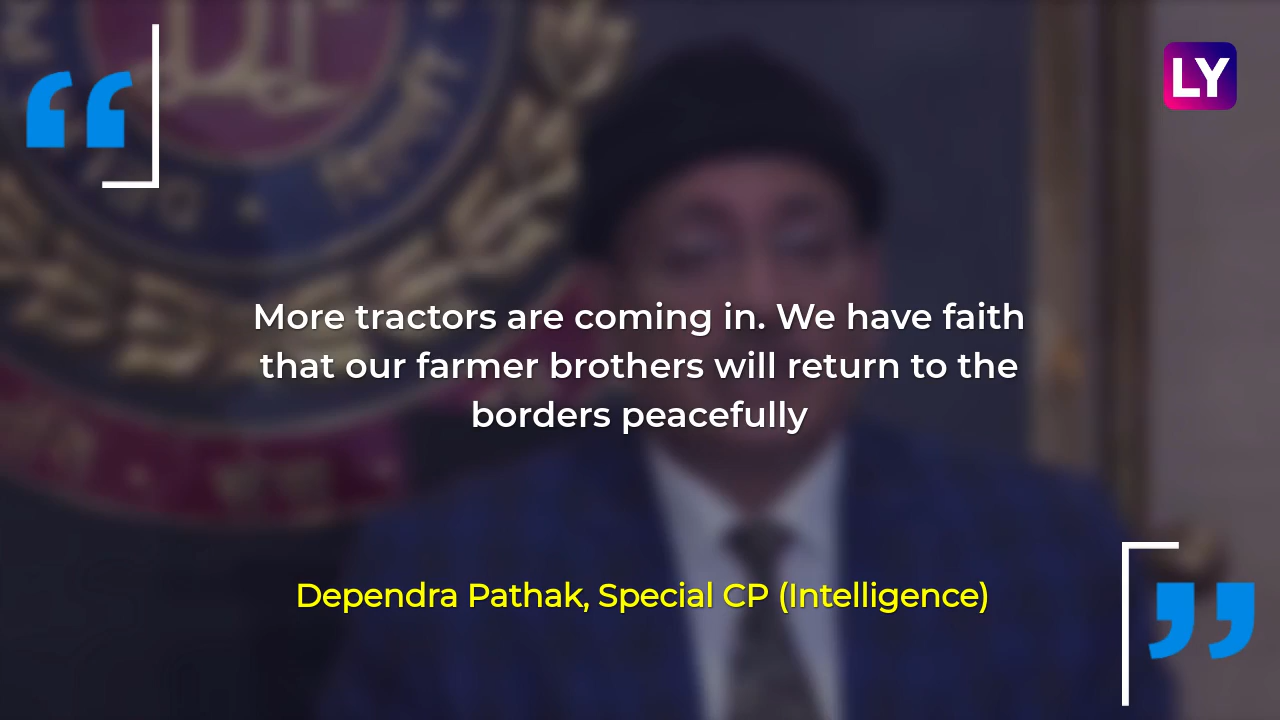 LY
More tractors are coming in. We have faith
that our farmer brothers will return to the
borders peacefully
Dependra Pathak, Special CP (Intelligence)